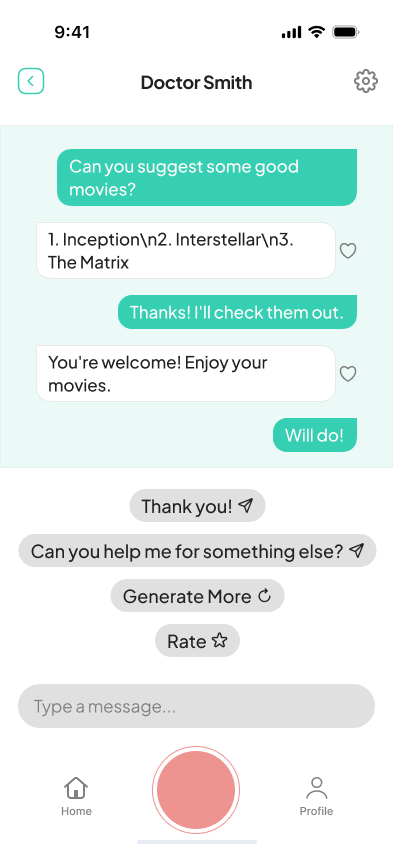 9:41
Doctor Smith
Can you suggest some good
movies?
1. Inception\n2. Interstellar\n3.
The Matrix
Thanks! I'll check them out.
You're welcome! Enjoy your
movies.
Will do!
Thank you!
Can you help me for something else?
Generate More
Rate
Type a message...
Home
Profile